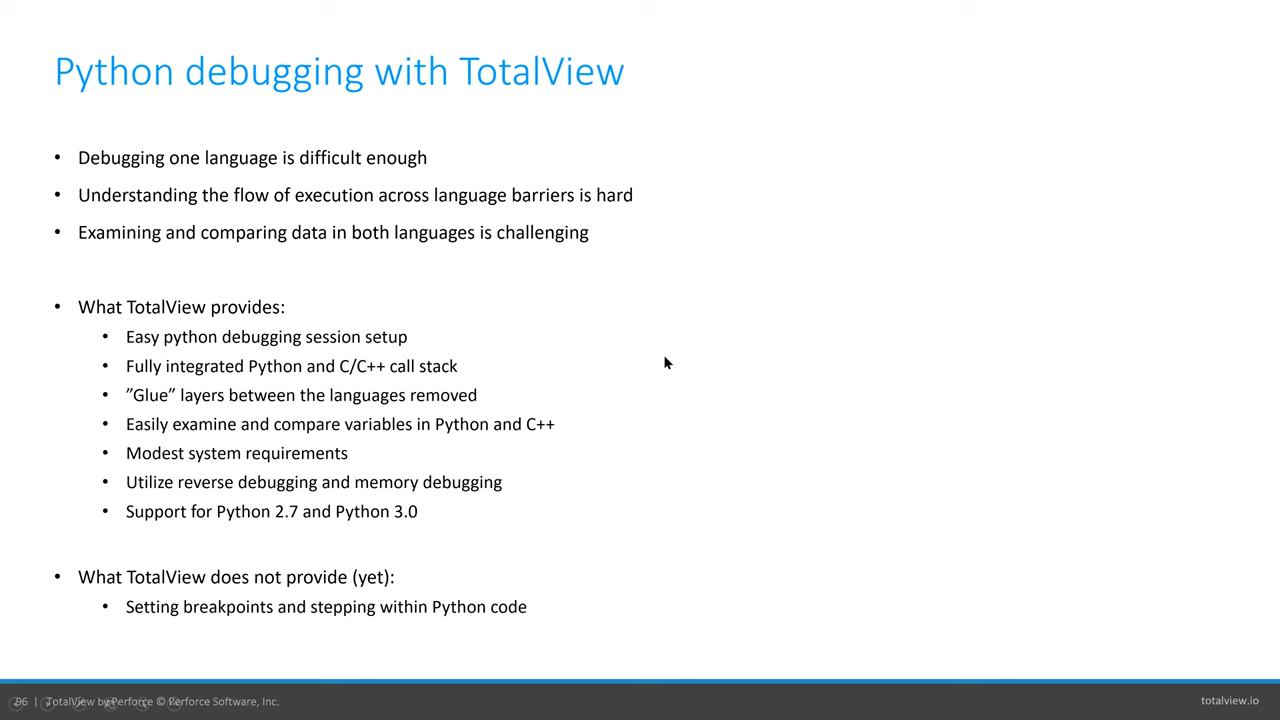 Python debugging with TotalView
• Debugging one language is difficult enough
• Understanding the flow of execution across language barriers is hard
• Examining and comparing data in both languages is challenging
• What TotalView provides:
• Easy python debugging session setup
• Fully integrated Python and C/C++ call stack
• ”Glue” layers between the languages removed
• Easily examine and compare variables in Python and C++
• Modest system requirements
• Utilize reverse debugging and memory debugging
• Support for Python 2.7 and Python 3.0
• What TotalView does not provide (yet):
• Setting breakpoints and stepping within Python code
96 | TotalView by Perforce © Perforce Software, Inc.
totalview.io